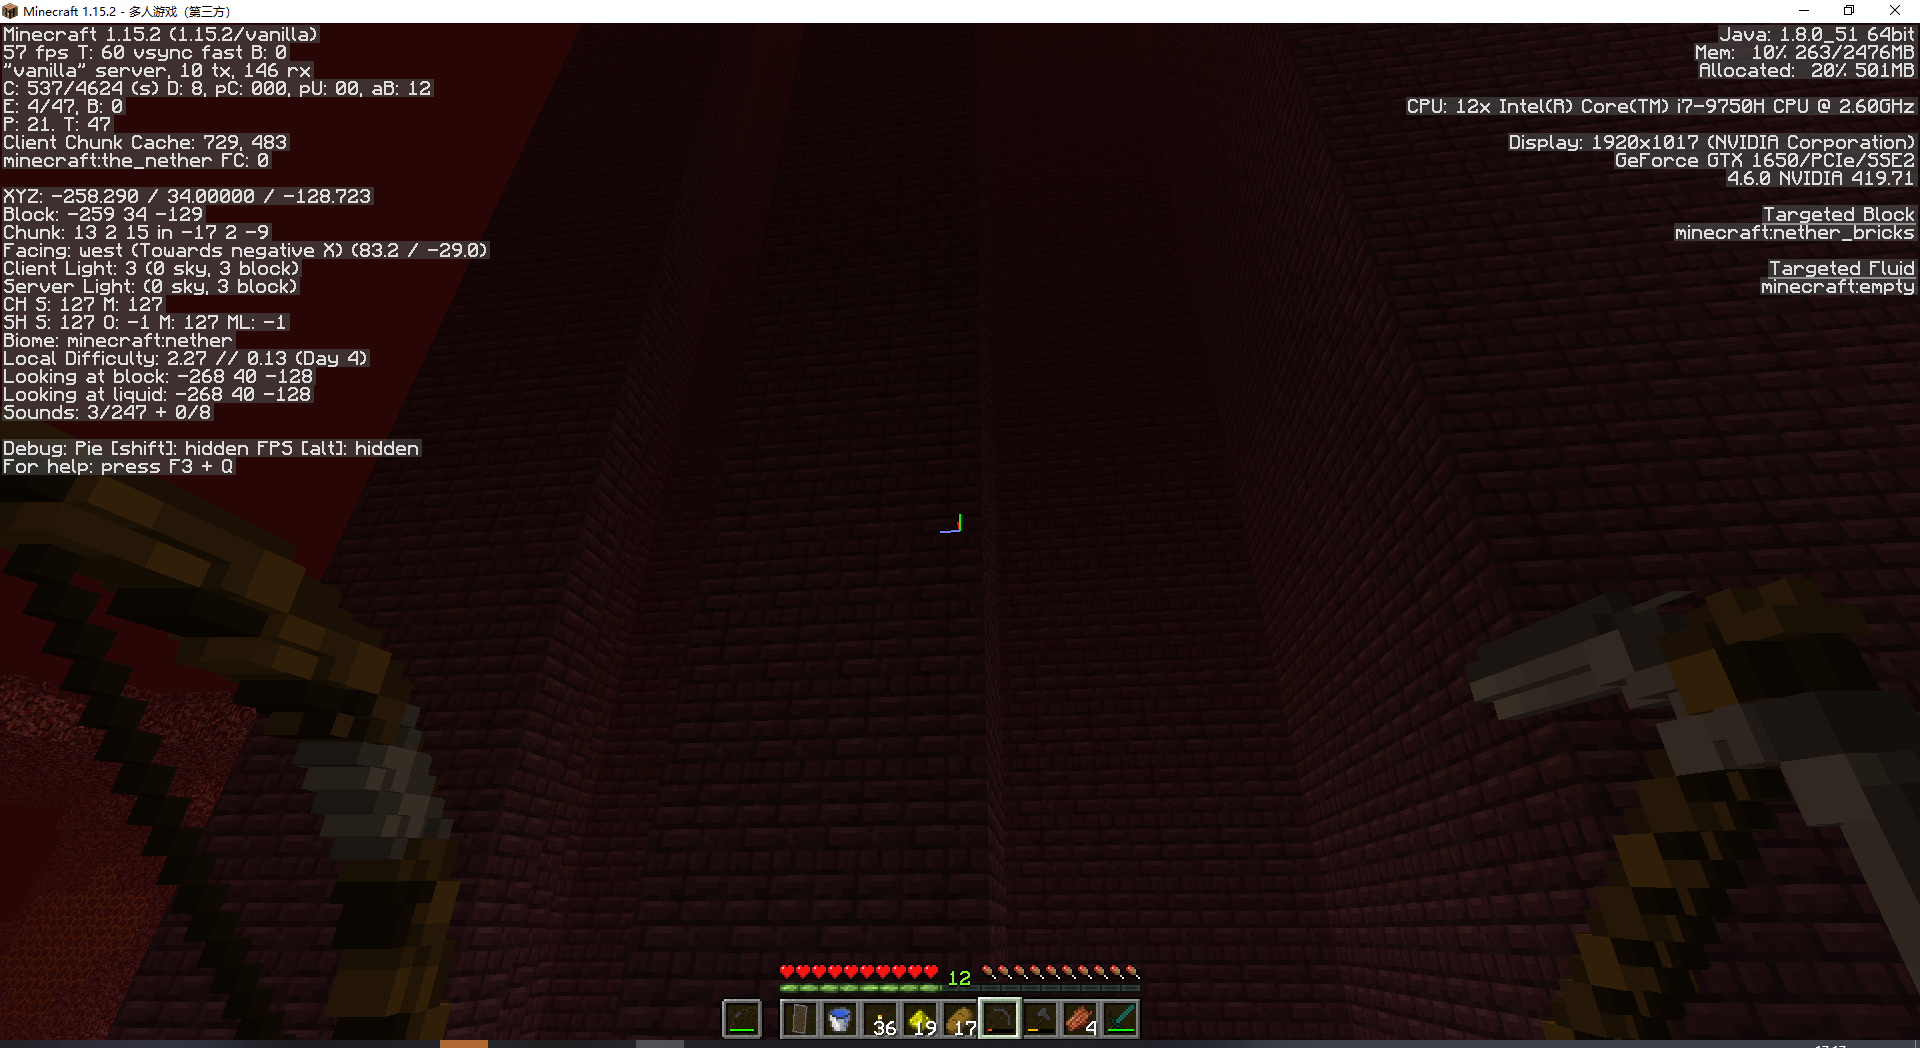 Minecraft 1.15.2 - 多人游戏（第三方）
Minecraft 1.15.2 (1.15.2/vanilla)
57 fps T: 60 vsync fast B: 0
"vanilla" server, 10 tx, 146 rx
C: 537/4624 (s) D: 8, pC: 000, pU: 00, aB: 12
E: 4/47, B: 0
P: 21. T: 47
Client Chunk Cache: 729, 483
minecraft:the_nether FC: 0
XYZ: -258.290 / 34.00000 / -128.723
Block: -259 34 -129
Chunk: 13 2 15 in -17 2 -9
Facing: west (Towards negative X) (83.2 / -29.0)
Client Light: 3 (0 sky, 3 block)
Server Light: (0 sky, 3 block)
CH S: 127 M: 127
SH S: 127 O: -1 M: 127 ML: -1
Biome: minecraft:nether
Local Difficulty: 2.27 // 0.13 (Day 4)
Looking at block: -268 40 -128
Looking at liquid: -268 40 -128
Sounds: 3/247 + 0/8
Debug: Pie [shift]: hidden FPS [alt]: hidden
For help: press F3 + Q
Java: 1.8.0_51 64bit
Mem: 10% 263/2476MB
Allocated: 20% 501MB
CPU: 12x Intel(R) Core(TM) i7-9750H CPU @ 2.60GHz
Display: 1920x1017 (NVIDIA Corporation)
GeForce GTX 1650/PCIe/SSE2
4.6.0 NVIDIA 419.71
Targeted Block
minecraft:nether_bricks
Targeted Fluid
minecraft:empty
12
36 19 17 4